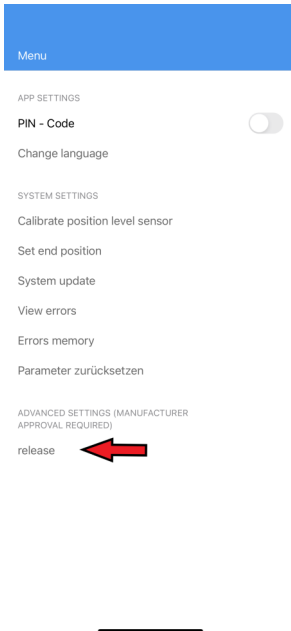 Menu
APP SETTINGS
PIN - Code
Change language
SYSTEM SETTINGS
Calibrate position level sensor
Set end position
System update
View errors
Errors memory
Parameter zurücksetzen
ADVANCED SETTINGS (MANUFACTURER
APPROVAL REQUIRED)
release